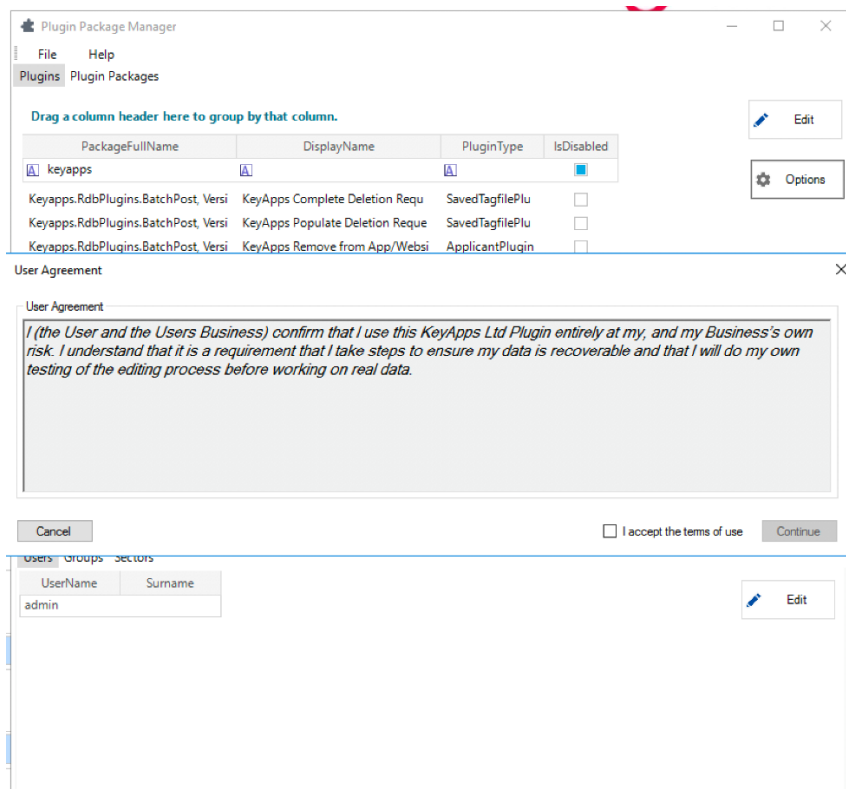 Plugin Package Manager
File Help
Plugins Plugin Packages
Drag a column header here to group by that column.
Edit
PackageFullName DisplayName PluginType IsDisabled
A keyapps A A
Options
Keyapps.RdbPlugins.BatchPost, Versi KeyApps Complete Deletion Requ SavedTagfilePlu
Keyapps.RdbPlugins.BatchPost, Versi KeyApps Populate Deletion Reque SavedTagfilePlu
Keyapps.RdbPlugins.BatchPost, Versi KeyApps Remove from App/Websi ApplicantPlugin
User Agreement
User Agreement
I (the User and the Users Business) confirm that I use this KeyApps Ltd Plugin entirely at my, and my Business's own
risk. I understand that it is a requirement that I take steps to ensure my data is recoverable and that I will do my own
testing of the editing process before working on real data.
Cancel I accept the terms of use Continue
Users Groups Sectors
UserName Surname
admin
Edit